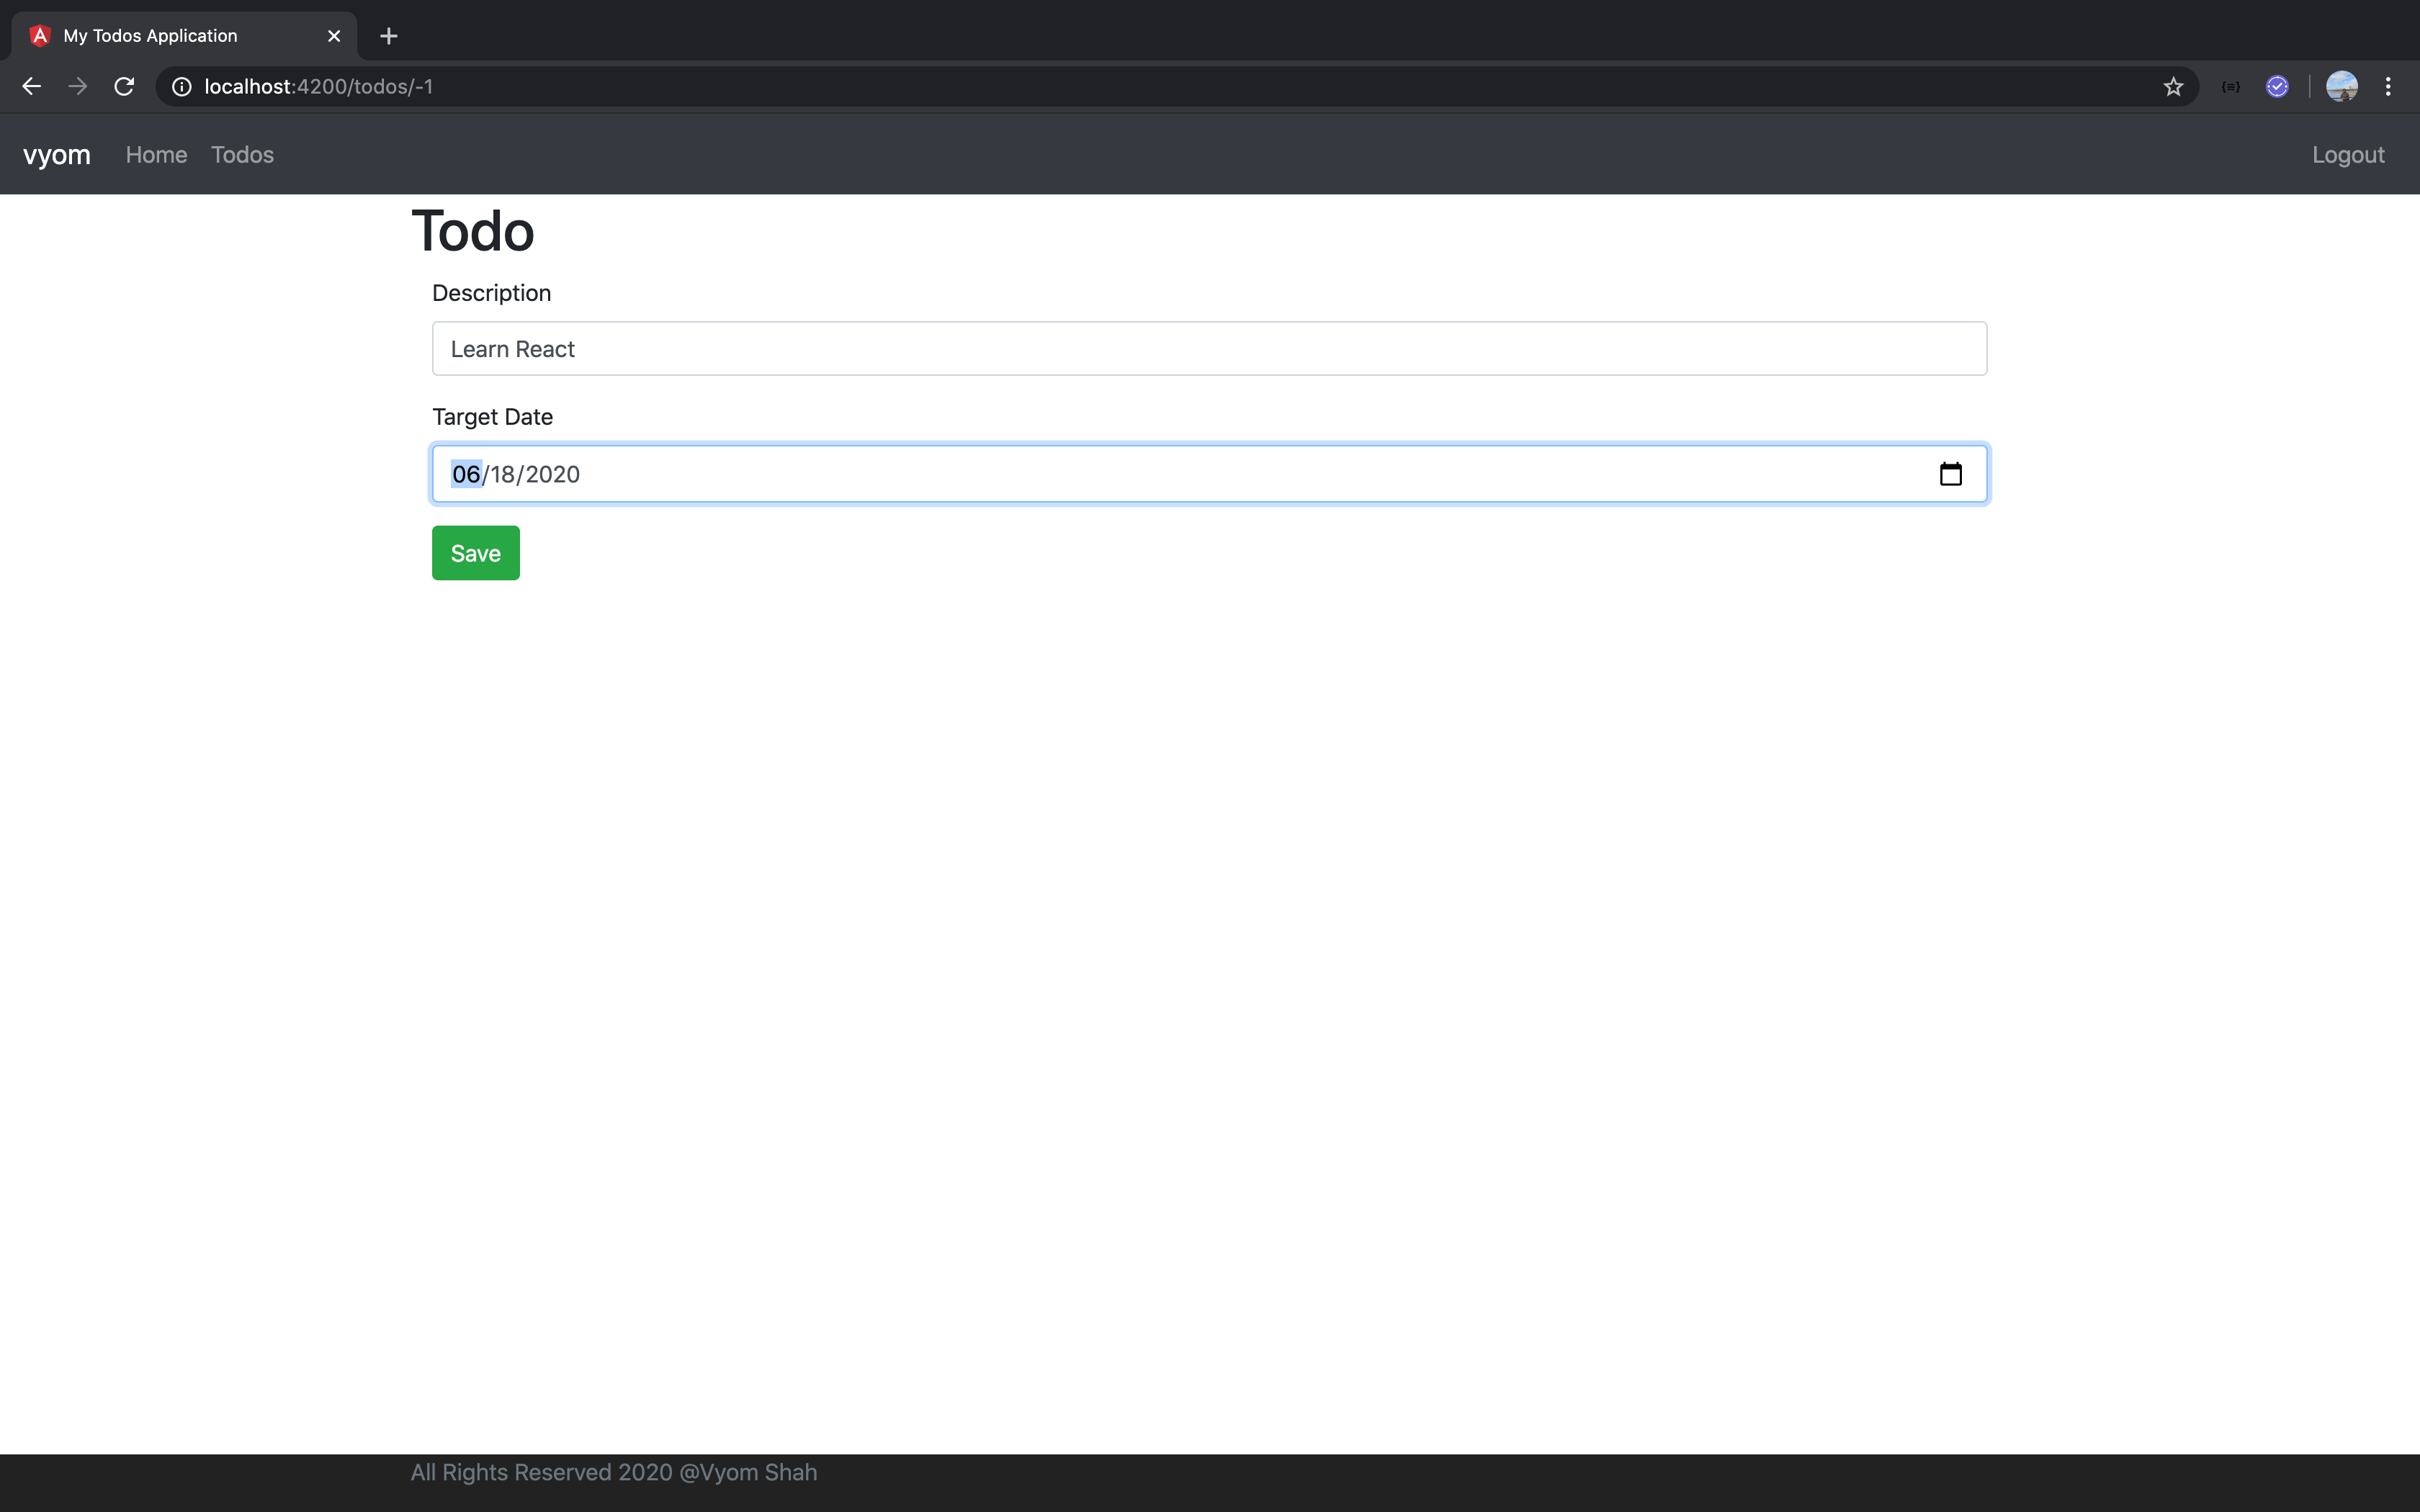 My Todos Application
localhost:4200/todos/-1
vyom Home Todos Logout
Todo
Description
Learn React
Target Date
06/18/2020
Save
All Rights Reserved 2020 @Vyom Shah